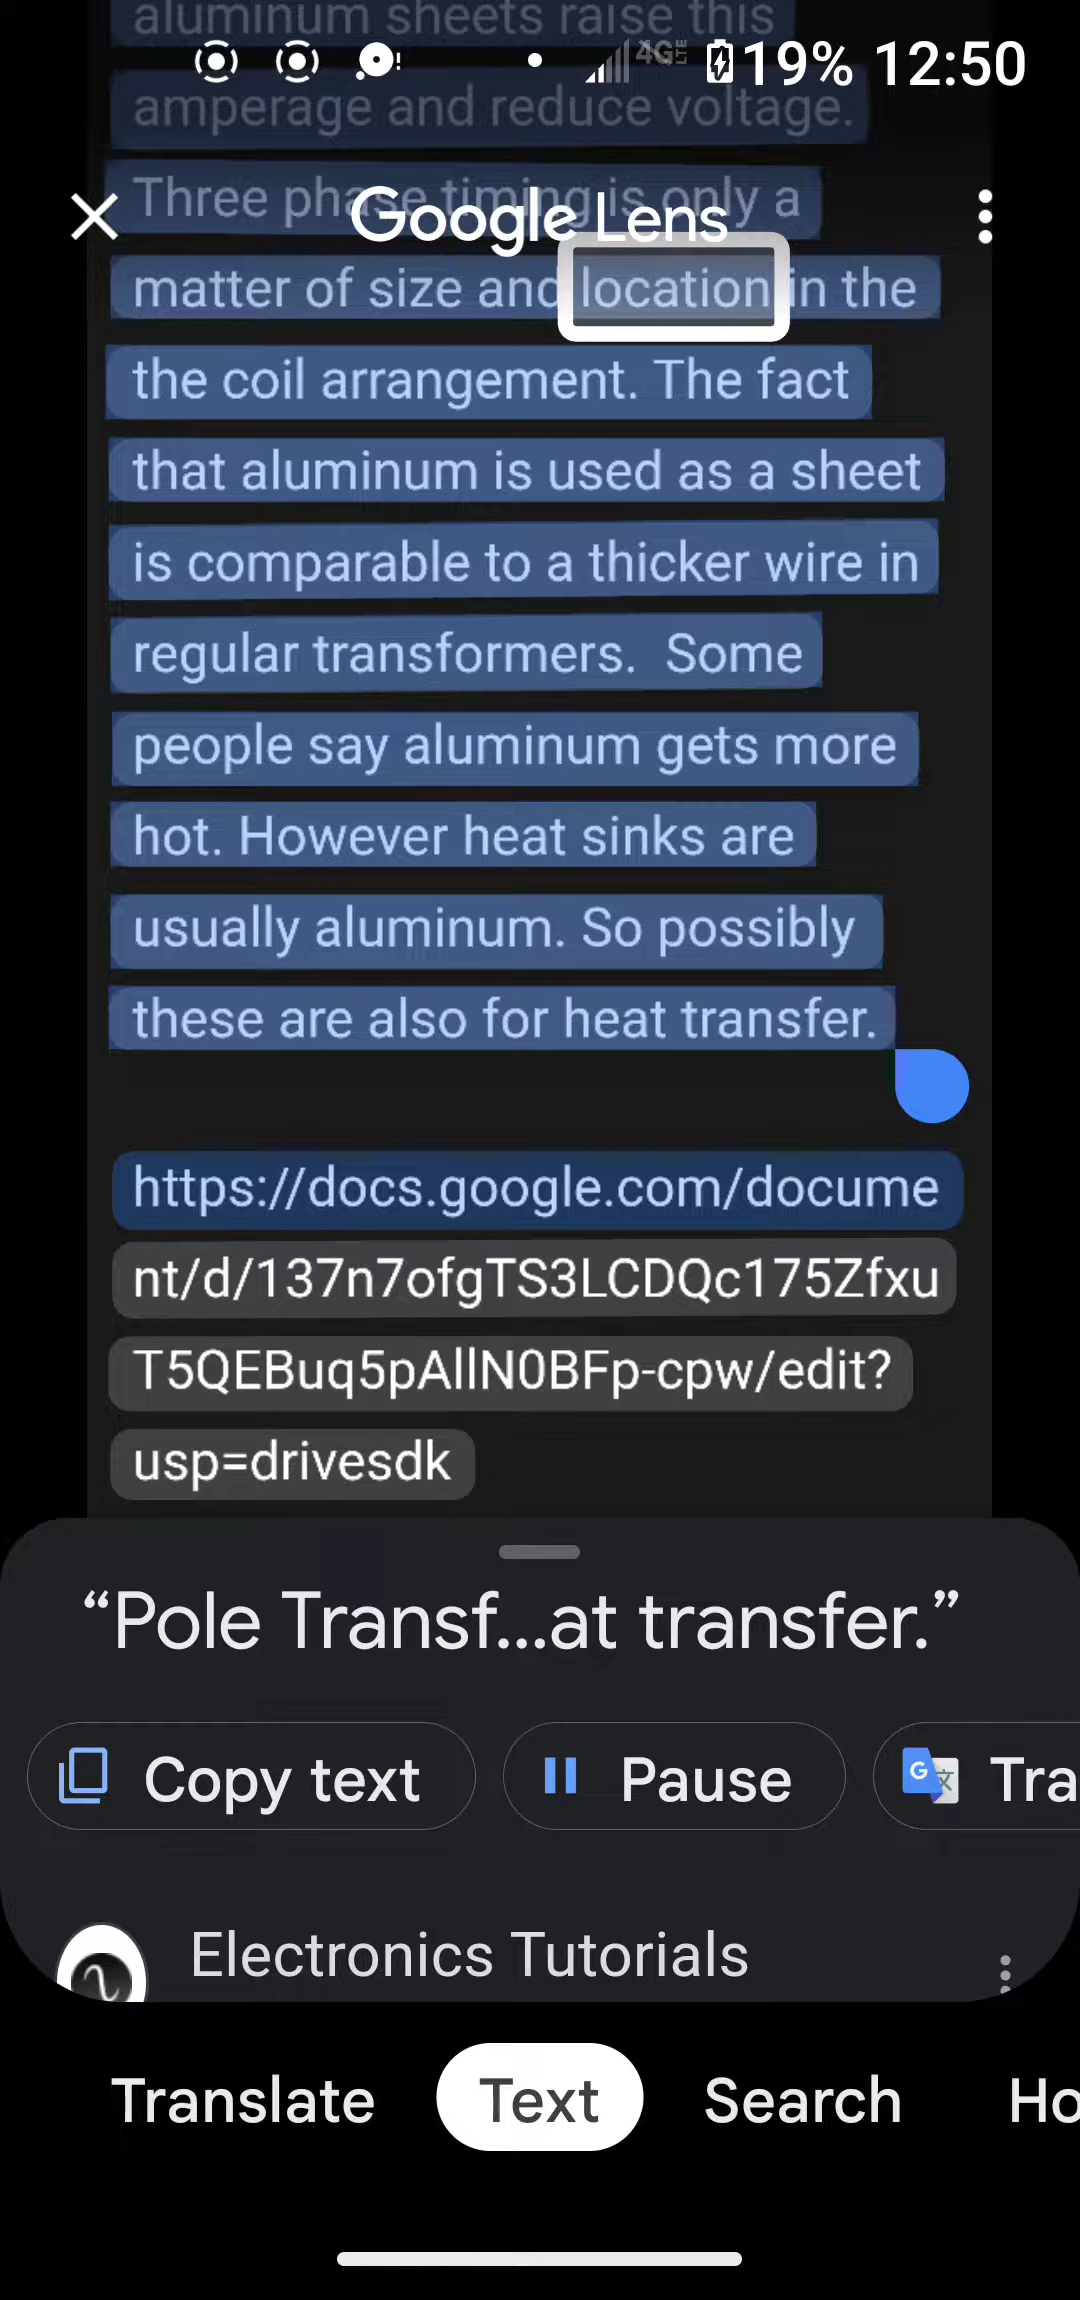 aluminum sheets raise this
4G LTE 19% 12:50
amperage and reduce voltage.
Three phase timing is only a
Google Lens
matter of size and location in the
the coil arrangement. The fact
that aluminum is used as a sheet
is comparable to a thicker wire in
regular transformers.  Some
people say aluminum gets more
hot. However heat sinks are
usually aluminum. So possibly
these are also for heat transfer.
https://docs.google.com/docume
nt/d/137n7ofgTS3LCDQc175Zfxu
T5QEBuq5pAllN0BFp-cpw/edit?
usp=drivesdk
“Pole Transf...at transfer.”
Copy text Pause Tra
Electronics Tutorials
Translate Text Search Ho